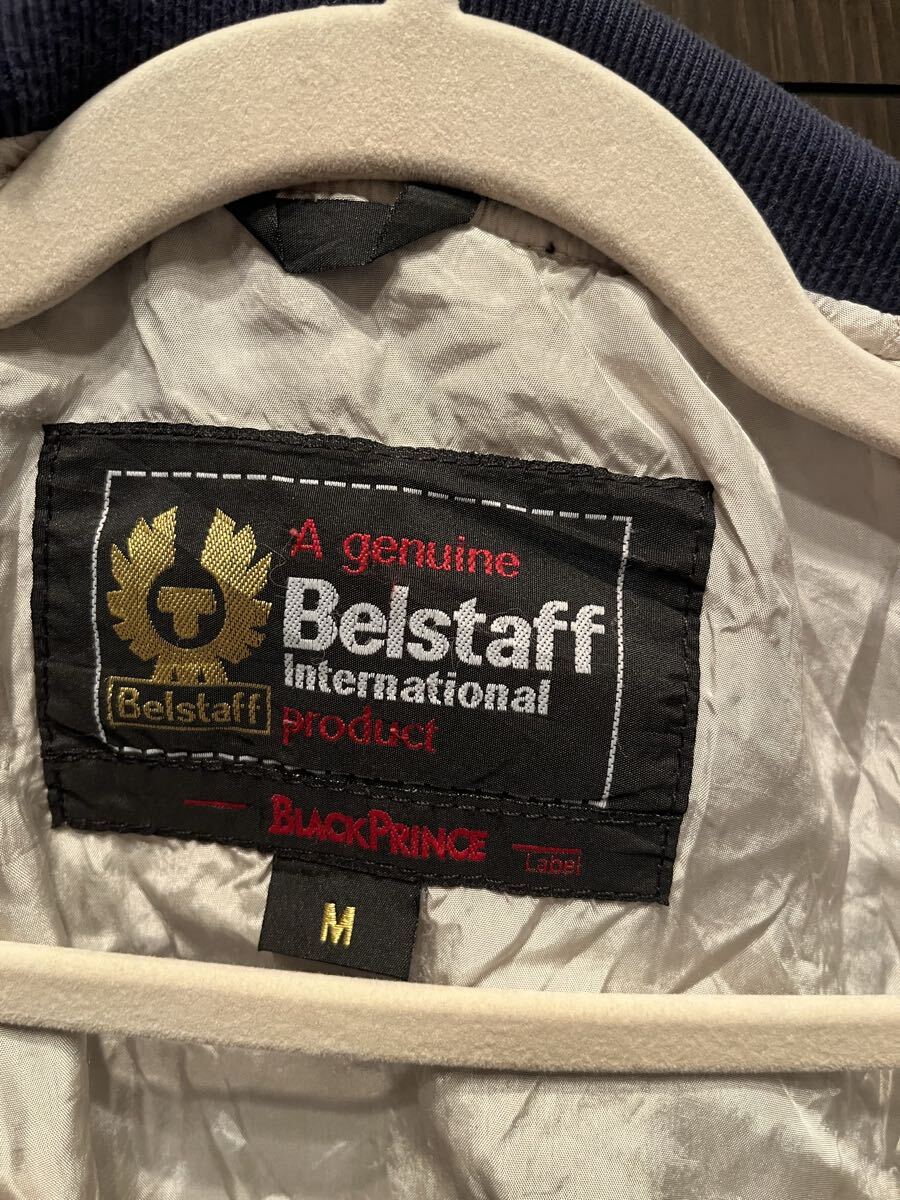 T
Belstaff
A genuine
Belstaff
International
product
BLACKPRINCE
Label
M